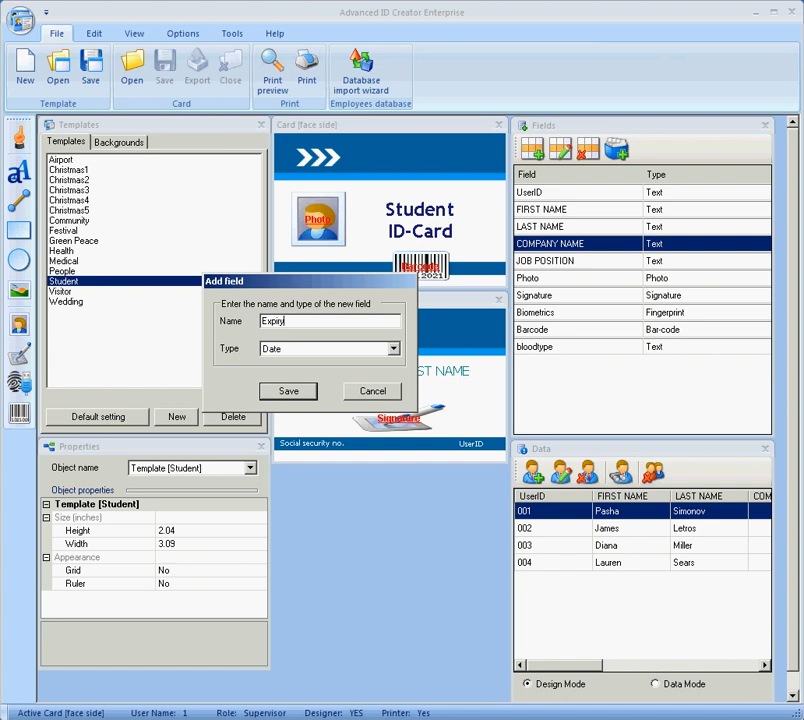 Advanced ID Creator Enterprise
File Edit View Options Tools Help
New Open Save Open Save Export Close Print preview Print Database import wizard
Template Card Print Employees database
Templates
Templates Backgrounds
Airport
Christmas1
Christmas2
Christmas3
Christmas4
Christmas5
Community
Festival
Green Peace
Health
Medical
People
Student
Visitor
Wedding
Default setting New Delete
Card [face side]
Photo
Student
ID-Card
Barcode
2021
Add field
Enter the name and type of the new field
Name Expiry
Type Date
Save Cancel
ST NAME
Signature
Social security no. UserID
Fields
Field Type
UserID Text
FIRST NAME Text
LAST NAME Text
COMPANY NAME Text
JOB POSITION Text
Photo Photo
Signature Signature
Biometrics Fingerprint
Barcode Bar-code
bloodtype Text
Properties
Object name Template [Student]
Object properties
Template [Student]
Size (inches)
Height 2.04
Width 3.09
Appearance
Grid No
Ruler No
Data
UserID FIRST NAME LAST NAME COM
001 Pasha Simonov
002 James Letros
003 Diana Miller
004 Lauren Sears
Design Mode Data Mode
Active Card [face side] User Name: 1 Role: Supervisor Designer: YES Printer: Yes